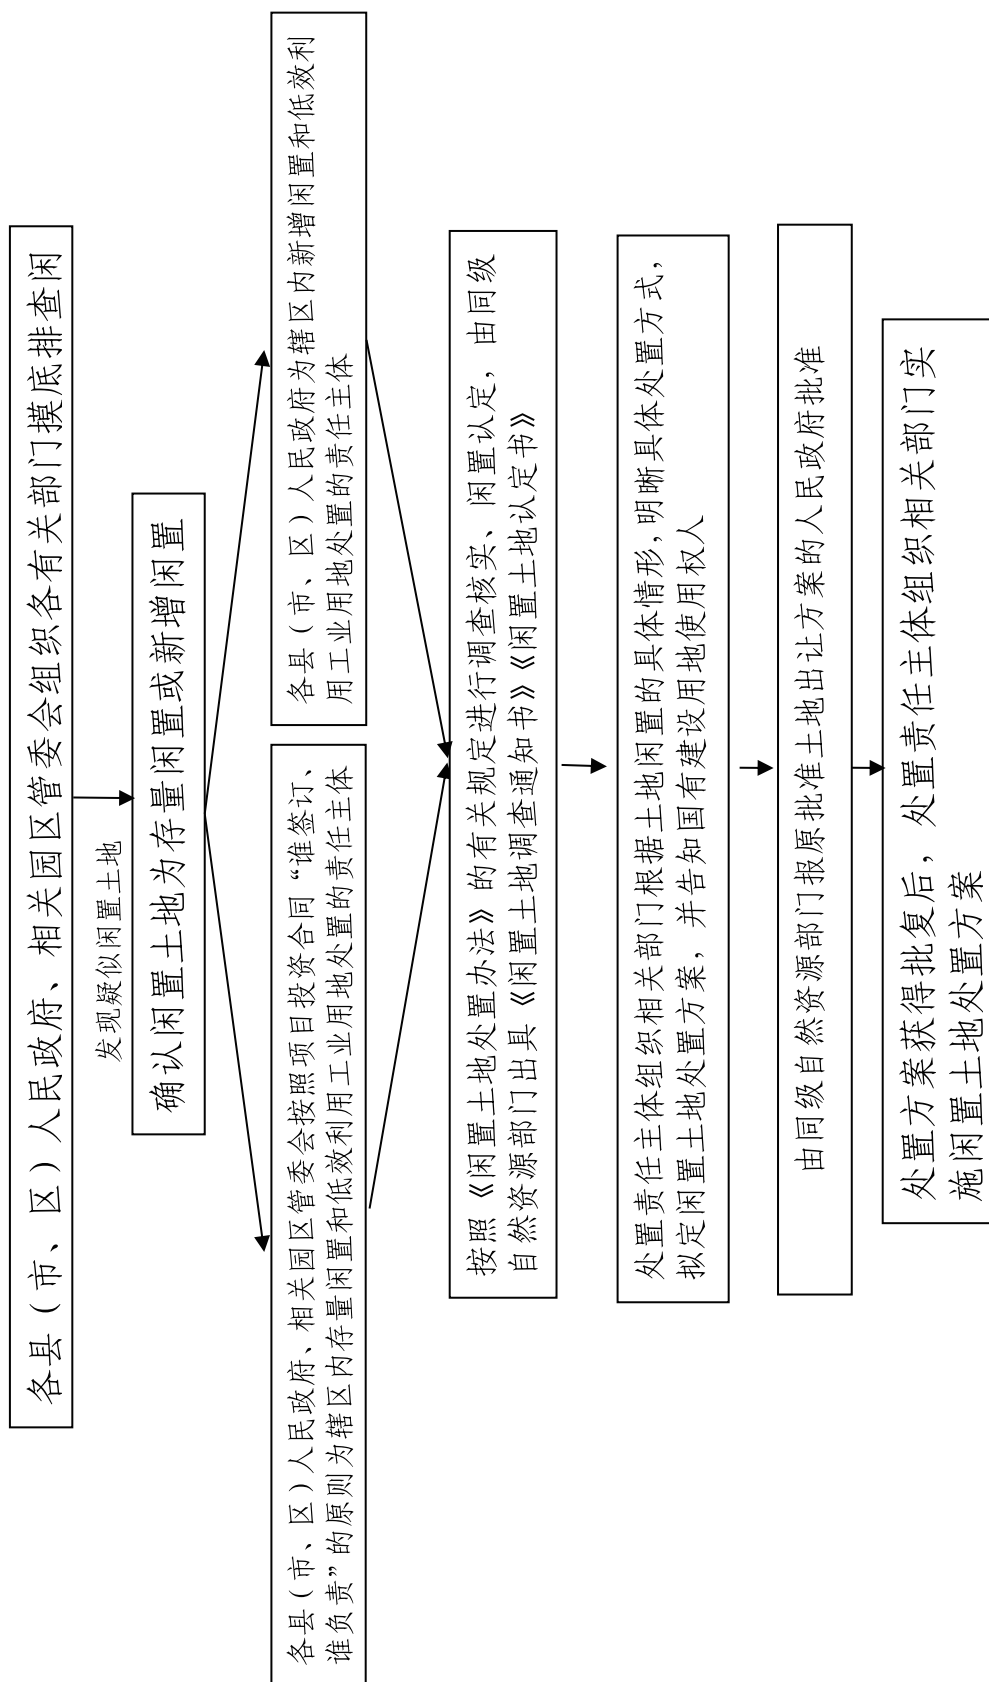 各县（市、区）人民政府、相关园区管委会组织各有关部门摸底排查闲
发现疑似闲置土地
确认闲置土地为存量闲置或新增闲置
各县（市、区）人民政府、相关园区管委会按照项目投资合同“谁签订、
谁负责”的原则为辖区内存量闲置和低效利用工业用地处置的责任主体
各县（市、区）人民政府为辖区内新增闲置和低效利
用工业用地处置的责任主体
按照《闲置土地处置办法》的有关规定进行调查核实、闲置认定，由同级
自然资源部门出具《闲置土地调查通知书》《闲置土地认定书》
处置责任主体组织相关部门根据土地闲置的具体情形，明晰具体处置方式，
拟定闲置土地处置方案，并告知国有建设用地使用权人
由同级自然资源部门报原批准土地出让方案的人民政府批准
处置方案获得批复后，处置责任主体组织相关部门实
施闲置土地处置方案